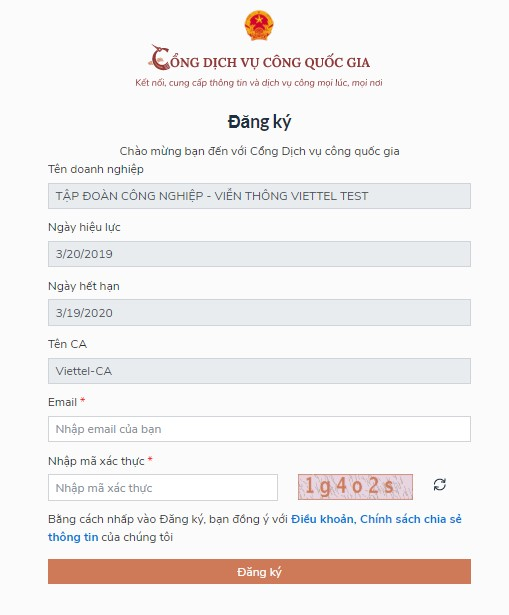 CỔNG DỊCH VỤ CÔNG QUỐC GIA
Kết nối, cung cấp thông tin và dịch vụ công mọi lúc, mọi nơi
Đăng ký
Chào mừng bạn đến với Cổng Dịch vụ công quốc gia
Tên doanh nghiệp
TẬP ĐOÀN CÔNG NGHIỆP - VIỄN THÔNG VIETTEL TEST
Ngày hiệu lực
3/20/2019
Ngày hết hạn
3/19/2020
Tên CA
Viettel-CA
Email *
Nhập email của bạn
Nhập mã xác thực *
Nhập mã xác thực 1g4o2s
Bằng cách nhấp vào Đăng ký, bạn đồng ý với Điều khoản, Chính sách chia sẻ
thông tin của chúng tôi
Đăng ký